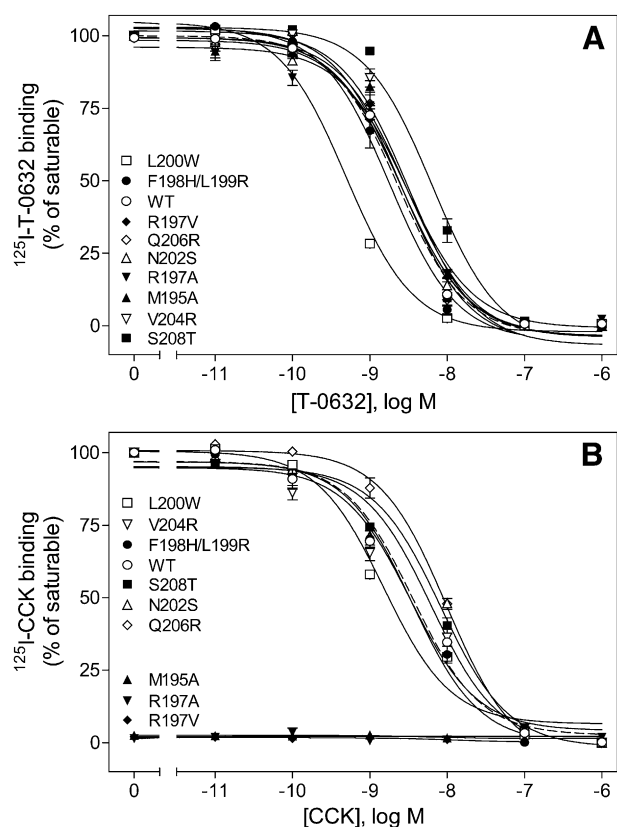 A
¹²⁵I-T-0632 binding
(% of saturable)
100
75
50
25
0
L200W
F198H/L199R
WT
R197V
Q206R
N202S
R197A
M195A
V204R
S208T
0 -11 -10 -9 -8 -7 -6
[T-0632], log M
B
¹²⁵I-CCK binding
(% of saturable)
100
75
50
25
0
L200W
V204R
F198H/L199R
WT
S208T
N202S
Q206R
M195A
R197A
R197V
0 -11 -10 -9 -8 -7 -6
[CCK], log M